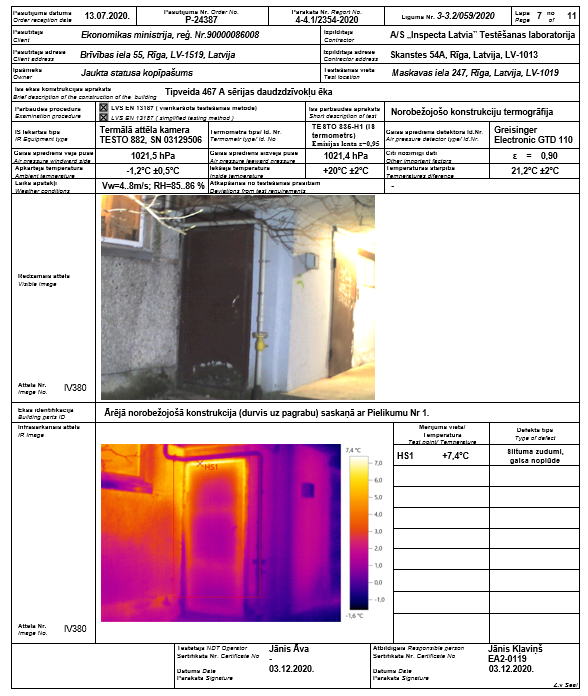 Pasūtījuma datums 13.07.2020. Pasūtījuma Nr. Order No. Paraksta Nr. Report No. Līguma Nr. 3-3.2/059/2020 Lapa 7 no 11
Order reception date P-24387 4-4.1/2354-2020 Page of
Pasūtītājs Ekonomikas ministrija, reģ. Nr.90000086008 Izpildītājs A/S „Inspecta Latvia” Testēšanas laboratorija
Client Contractor
Pasūtītāja adrese Brīvības iela 55, Rīga, LV-1519, Latvija Izpildītāja adrese Skanstes 54A, Rīga, LV-1013
Client address Contractor address
Īpašnieks Jaukta statusa kopīpašums Testēšanas vieta Maskavas iela 247, Rīga, Latvija, LV-1019
Owner Test location
Īss ēkas konstrukcijas apraksts Tipveida 467 A sērijas daudzdzīvokļu ēka
Brief description of the construction of the building
Pārbaudes procedūra LVS EN 13187 ( vienkāršota testēšanas metode) Īss pārbaudes apraksts Norobežojošo konstrukciju termogrāfija
Examination procedure LVS EN 13187 ( simplified testing method ) Short description of test
IS iekārtas tips Termālā attēla kamera Termometra tips/ Id. Nr. TESTO 835-H1 (IS termometrs) Gaisa spiediena detektora Id.Nr. Greisinger
IR Equipment type TESTO 882, SN 03129506 Termometr type/ Id. No Emisijas lents ε=0,95 Air pressure detector type/ Id.Nr. Electronic GTD 110
Gaisa spiediens vēja puse 1021,5 hPa Gaisa spiediens aizvēja puse 1021,4 hPa Citi nozīmīgi dati ε = 0,90
Air pressure windward side Air pressure leeward pressure Other important factors
Apkārtējā temperatūra -1,2°C ±0,5°C Iekšējā temperatūra +20°C ±2°C Temperatūras starpība 21,2°C ±2°C
Ambient temperature Inside temperature Temperatures diference
Laika apstākļi Vw=4..8m/s; RH=85..86 % Atkāpšanās no testēšanas prasībām -
Weather conditions Deviations from test requirements
Redzamais attēls
Visible image
Attēla Nr. IV380
Image No.
Ēkas identifikācija Ārējā norobežojošā konstrukcija (durvis uz pagrabu) saskaņā ar Pielikumu Nr 1.
Building parts ID
Infrasarkanais attēls Mērījuma vieta/ Defekta tips
IR image Temperatūra Type of defect
Test point/ Temperature
HS1 +7,4°C Siltuma zudumi,
gaisa noplūde
7,4 °C
HS1
7,0
6,0
5,0
4,0
3,0
2,0
1,0
0,0
-1,0
-1,6 °C
Attēla Nr. IV380
Image No.
Testētājs NDT Operator Jānis Āva Atbildīgais Responsible person Jānis Kļaviņš
Sertifikāta Nr. Certificate No - Sertifikāta Nr. Certificate No. EA2-0119
Datums Date 03.12.2020. Datums Date 03.12.2020.
Paraksts Signature Paraksts Signature
Z.v. Seal